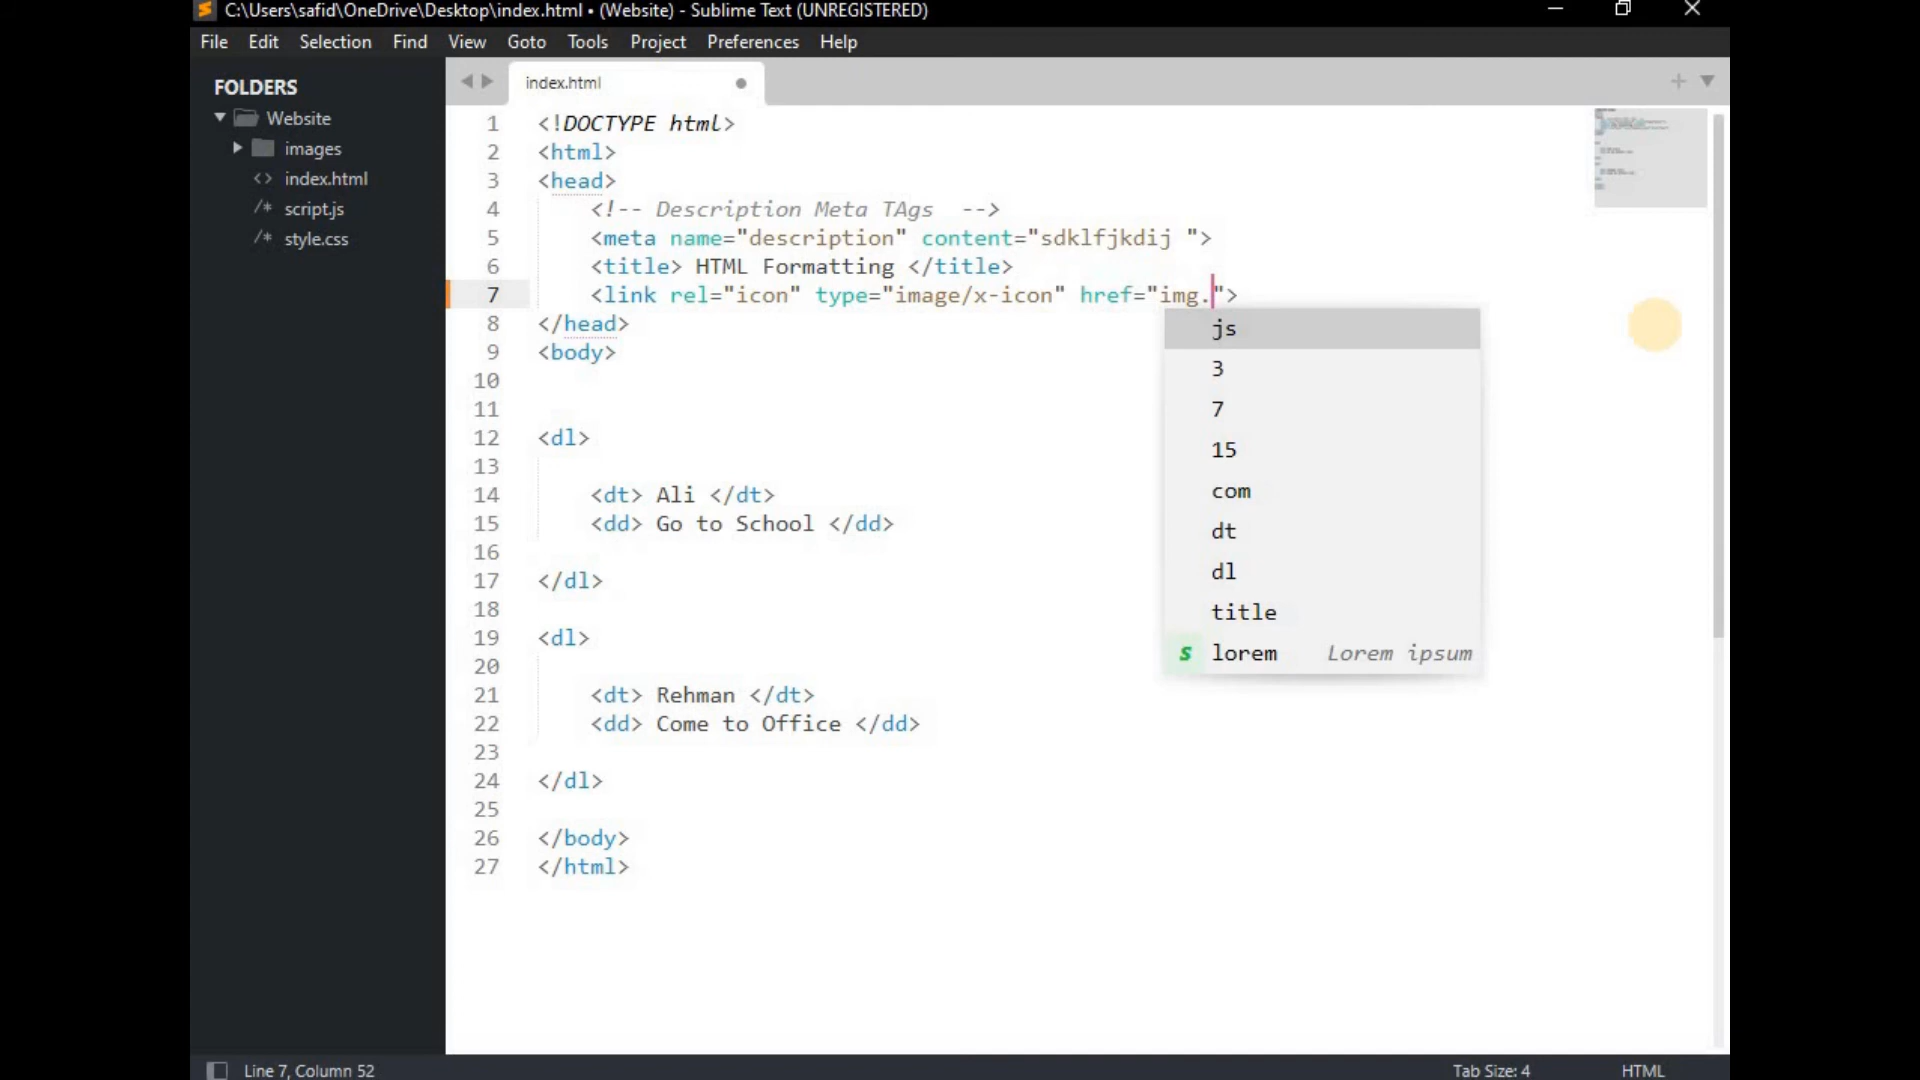 C:\Users\safid\OneDrive\Desktop\index.html • (Website) - Sublime Text (UNREGISTERED)
File Edit Selection Find View Goto Tools Project Preferences Help
FOLDERS
Website
images
<> index.html
/* script.js
/* style.css
index.html
1 <!DOCTYPE html>
2 <html>
3 <head>
4 <!-- Description Meta TAgs -->
5 <meta name="description" content="sdklfjkdij ">
6 <title> HTML Formatting </title>
7 <link rel="icon" type="image/x-icon" href="img.">
8 </head>
9 <body>
10
11
12 <dl>
13
14 <dt> Ali </dt>
15 <dd> Go to School </dd>
16
17 </dl>
18
19 <dl>
20
21 <dt> Rehman </dt>
22 <dd> Come to Office </dd>
23
24 </dl>
25
26 </body>
27 </html>
js
3
7
15
com
dt
dl
title
s lorem Lorem ipsum
Line 7, Column 52 Tab Size: 4 HTML